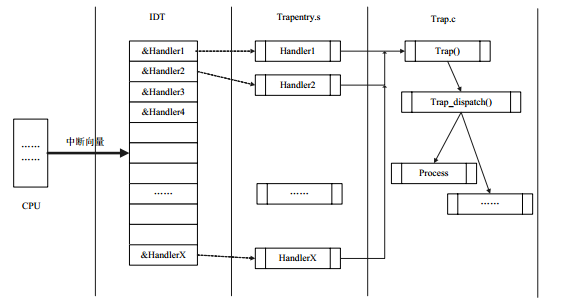 IDT
Trapentry.s
Trap.c
&Handler1
Handler1
Trap()
&Handler2
Handler2
&Handler3
Trap_dispatch()
&Handler4
……
……
中断向量
Process
……
……
……
CPU
&HandlerX
HandlerX